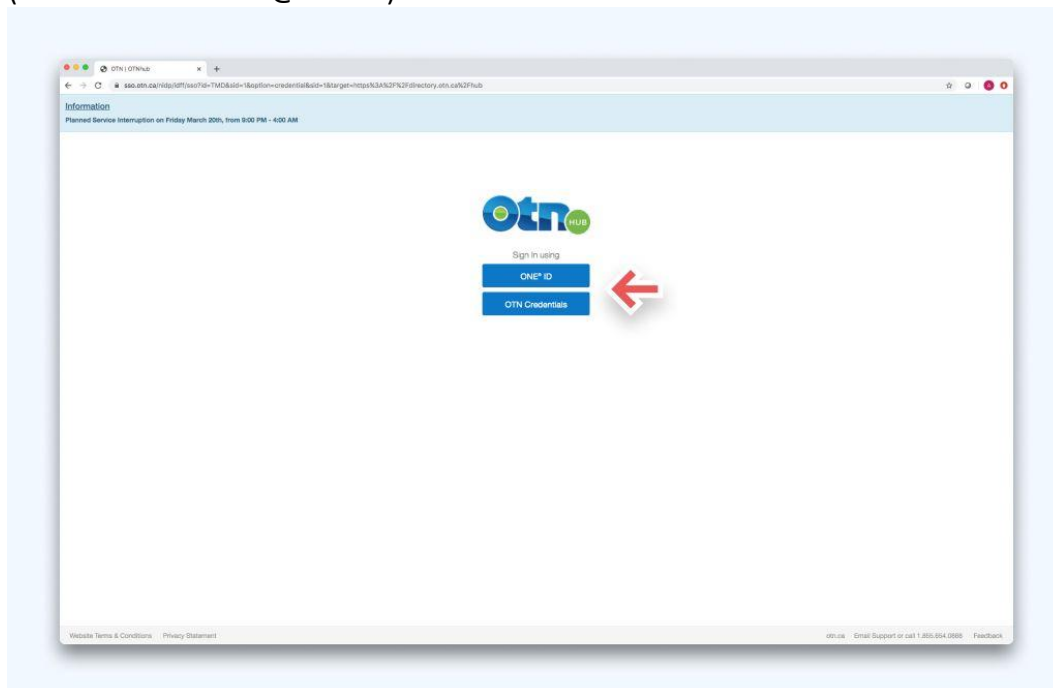 OTN | OTNhub
sso.otn.ca/nidp/idff/sso?id=TMD&sid=1&option=credential&sid=1&target=https%3A%2F%2Fdirectory.otn.ca%2Fhub
Information
Planned Service Interruption on Friday March 20th, from 9:00 PM - 4:00 AM
otn HUB
Sign in using
ONE® ID
OTN Credentials
Website Terms & Conditions Privacy Statement
otn.ca Email Support or call 1.855.654.0888 Feedback